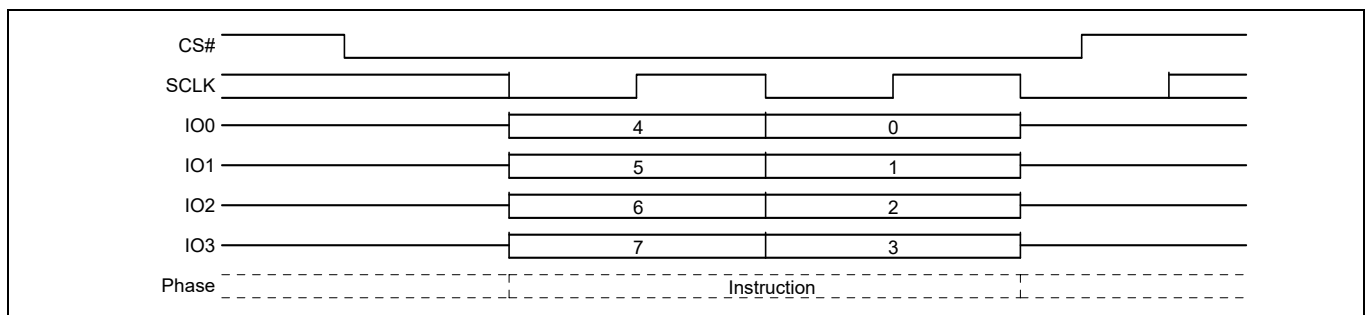 CS#
SCLK
IO0 4 0
IO1 5 1
IO2 6 2
IO3 7 3
Phase Instruction